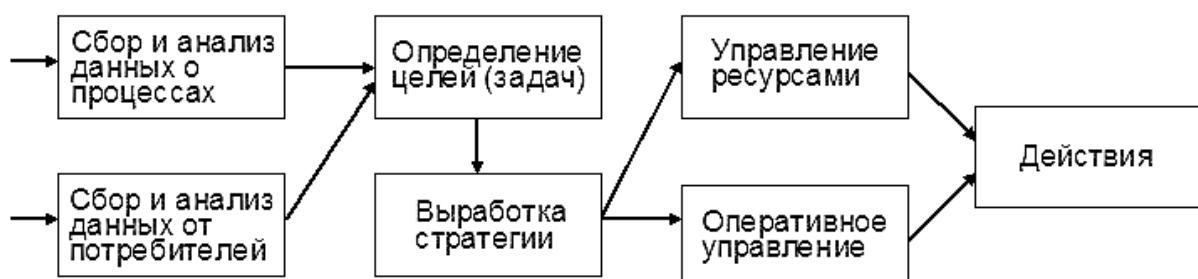 Сбор и анализ
данных о
процессах
Определение
целей (задач)
Управление
ресурсами
Действия
Сбор и анализ
данных от
потребителей
Выработка
стратегии
Оперативное
управление